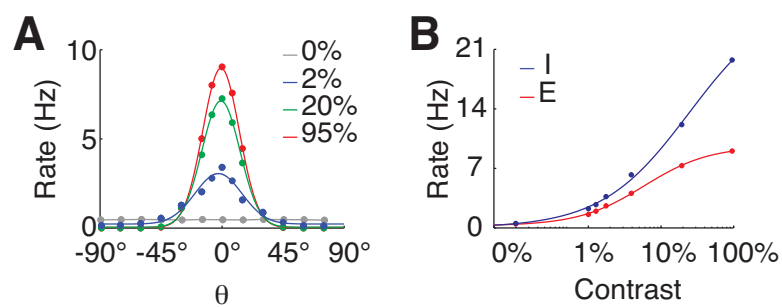 A
Rate (Hz)
10
5
0
-90° -45° 0° 45° 90°
θ
0%
2%
20%
95%
B
Rate (Hz)
21
14
7
0
0% 1% 10% 100%
Contrast
I
E